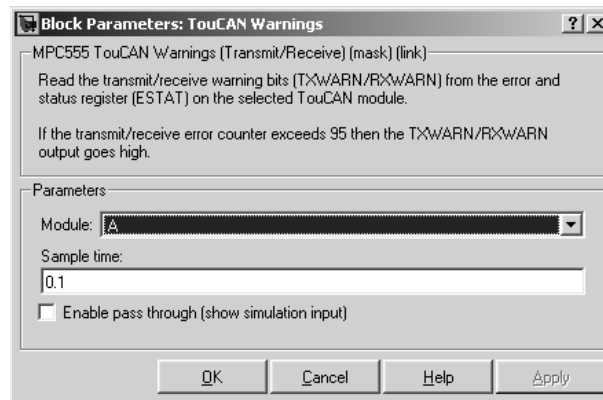 Block Parameters: TouCAN Warnings
MPC555 TouCAN Warnings (Transmit/Receive) (mask) (link)
Read the transmit/receive warning bits (TXWARN/RXWARN) from the error and
status register (ESTAT) on the selected TouCAN module.
If the transmit/receive error counter exceeds 95 then the TXWARN/RXWARN
output goes high.
Parameters
Module: A
Sample time:
0.1
Enable pass through (show simulation input)
OK Cancel Help Apply